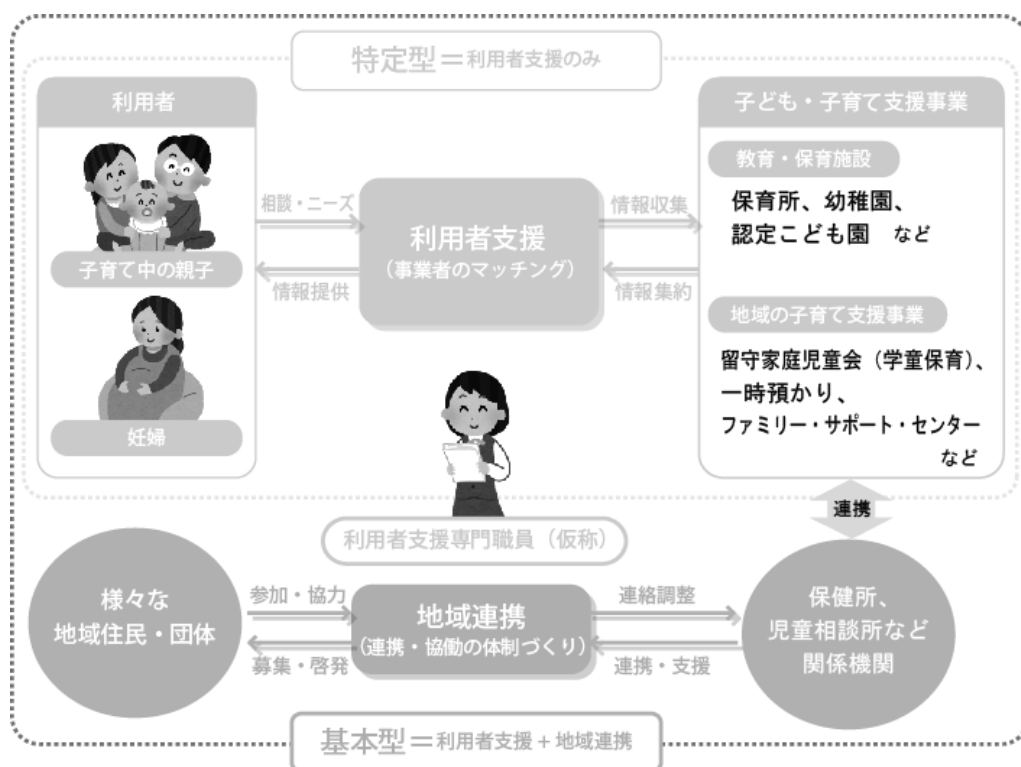 特定型＝利用者支援のみ
利用者
子育て中の親子
妊婦
相談・ニーズ
情報提供
利用者支援
（事業者のマッチング）
情報収集
情報集約
子ども・子育て支援事業
教育・保育施設
保育所、幼稚園、
認定こども園 など
地域の子育て支援事業
留守家庭児童会（学童保育）、
一時預かり、
ファミリー・サポート・センター
など
連携
利用者支援専門職員（仮称）
様々な
地域住民・団体
参加・協力
募集・啓発
地域連携
（連携・協働の体制づくり）
連絡調整
連携・支援
保健所、
児童相談所など
関係機関
基本型＝利用者支援＋地域連携